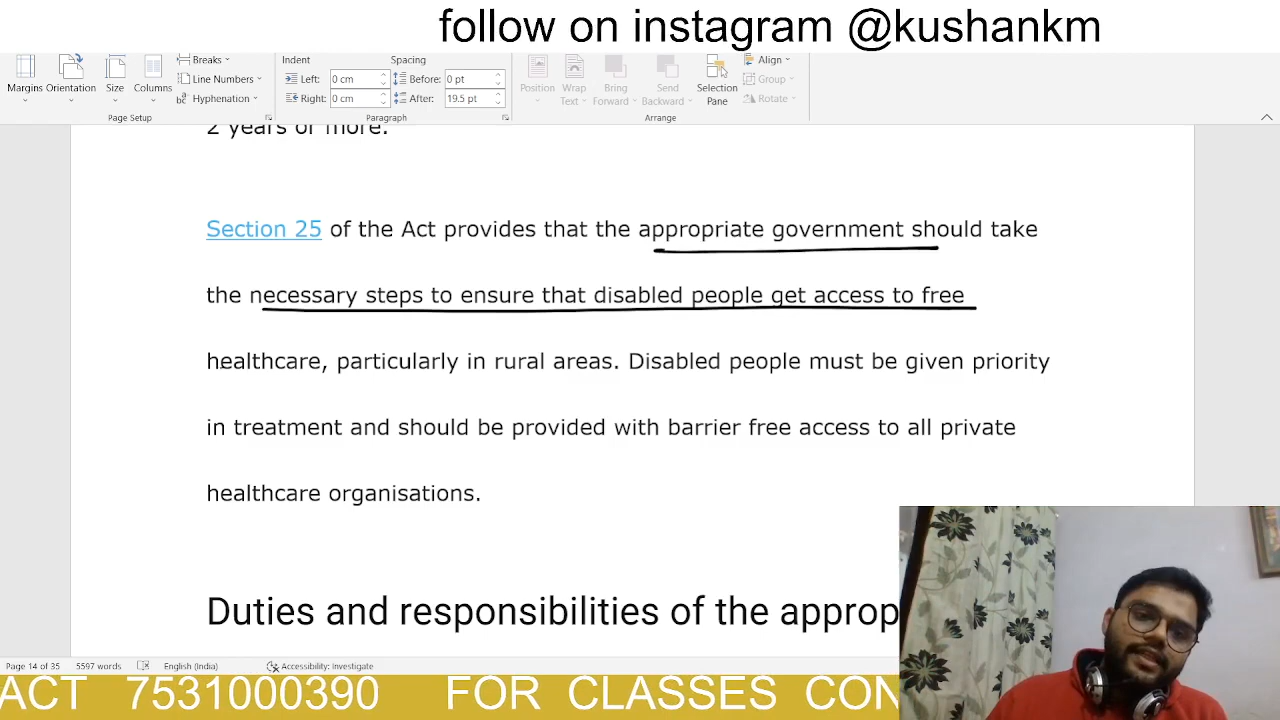 follow on instagram @kushankm
Breaks
Indent
Spacing
Align
Line Numbers
Left: 0 cm
Before: 0 pt
Group
Margins Orientation Size Columns
Hyphenation
Right: 0 cm
After: 19.5 pt
Position Wrap Text Bring Forward Send Backward Selection Pane
Rotate
Page Setup
Paragraph
Arrange
2 years or more.
Section 25 of the Act provides that the appropriate government should take
the necessary steps to ensure that disabled people get access to free
healthcare, particularly in rural areas. Disabled people must be given priority
in treatment and should be provided with barrier free access to all private
healthcare organisations.
Duties and responsibilities of the approp
Page 14 of 35 5597 words English (India) Accessibility: Investigate
ACT 7531000390 FOR CLASSES CON